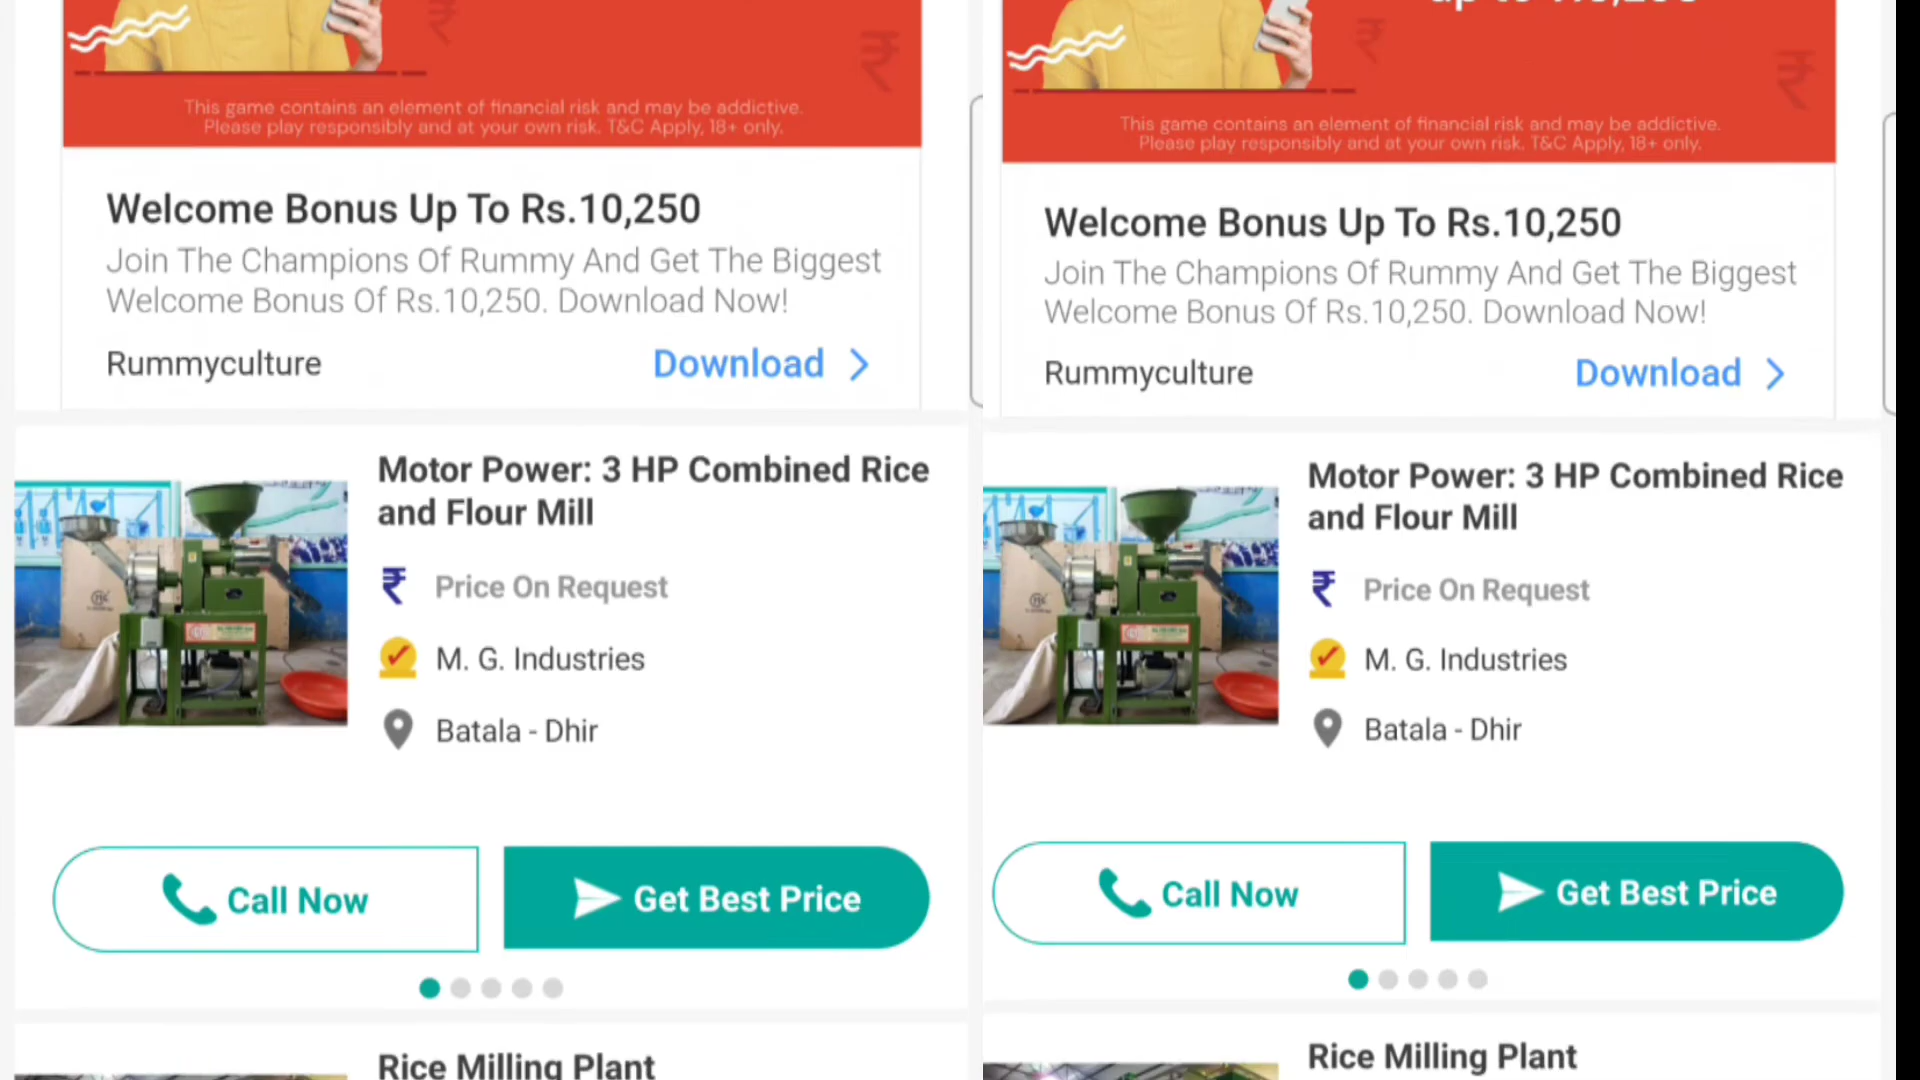 This game contains an element of financial risk and may be addictive.
Please play responsibly and at your own risk. T&C Apply, 18+ only.
Welcome Bonus Up To Rs.10,250
Join The Champions Of Rummy And Get The Biggest
Welcome Bonus Of Rs.10,250. Download Now!
Rummyculture
Download
Motor Power: 3 HP Combined Rice
and Flour Mill
₹ Price On Request
M. G. Industries
Batala - Dhir
Call Now
Get Best Price
Rice Milling Plant
This game contains an element of financial risk and may be addictive.
Please play responsibly and at your own risk. T&C Apply, 18+ only.
Welcome Bonus Up To Rs.10,250
Join The Champions Of Rummy And Get The Biggest
Welcome Bonus Of Rs.10,250. Download Now!
Rummyculture
Download
Motor Power: 3 HP Combined Rice
and Flour Mill
₹ Price On Request
M. G. Industries
Batala - Dhir
Call Now
Get Best Price
Rice Milling Plant